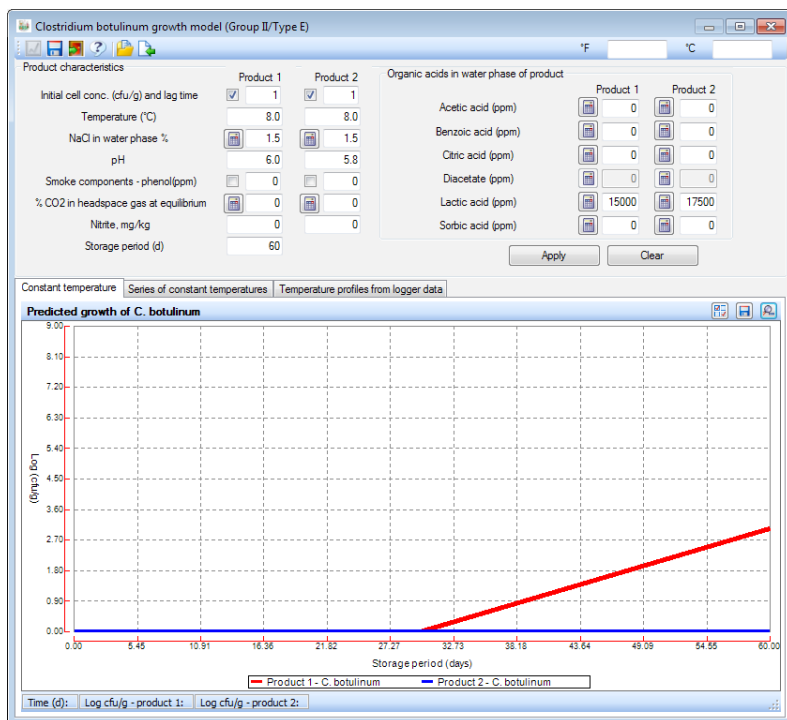 Clostridium botulinum growth model (Group II/Type E)
°F °C
Product characteristics
Product 1 Product 2
Initial cell conc. (cfu/g) and lag time 1 1
Temperature (°C) 8.0 8.0
NaCl in water phase % 1.5 1.5
pH 6.0 5.8
Smoke components - phenol(ppm) 0 0
% CO2 in headspace gas at equilibrium 0 0
Nitrite, mg/kg 0 0
Storage period (d) 60
Organic acids in water phase of product
Product 1 Product 2
Acetic acid (ppm) 0 0
Benzoic acid (ppm) 0 0
Citric acid (ppm) 0 0
Diacetate (ppm) 0 0
Lactic acid (ppm) 15000 17500
Sorbic acid (ppm) 0 0
Apply Clear
Constant temperature Series of constant temperatures Temperature profiles from logger data
Predicted growth of C. botulinum
9.00
8.10
7.20
6.30
5.40
4.50
3.60
2.70
1.80
0.90
0.00
Log (cfu/g)
0.00 5.45 10.91 16.36 21.82 27.27 32.73 38.18 43.64 49.09 54.55 60.00
Storage period (days)
Product 1 - C. botulinum Product 2 - C. botulinum
Time (d): Log cfu/g - product 1: Log cfu/g - product 2: